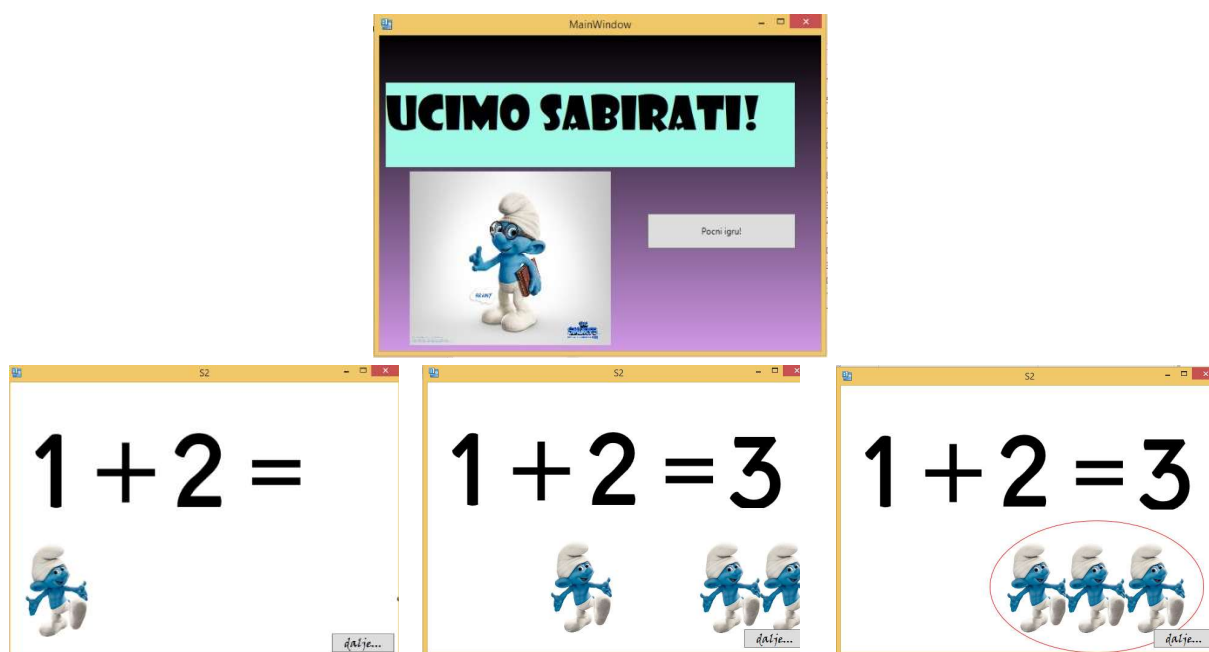 MainWindow
UCIMO SABIRATI!
Pocni igru!
S2
1 + 2 =
dalje...
S2
1 + 2 = 3
dalje...
S2
1 + 2 = 3
dalje...